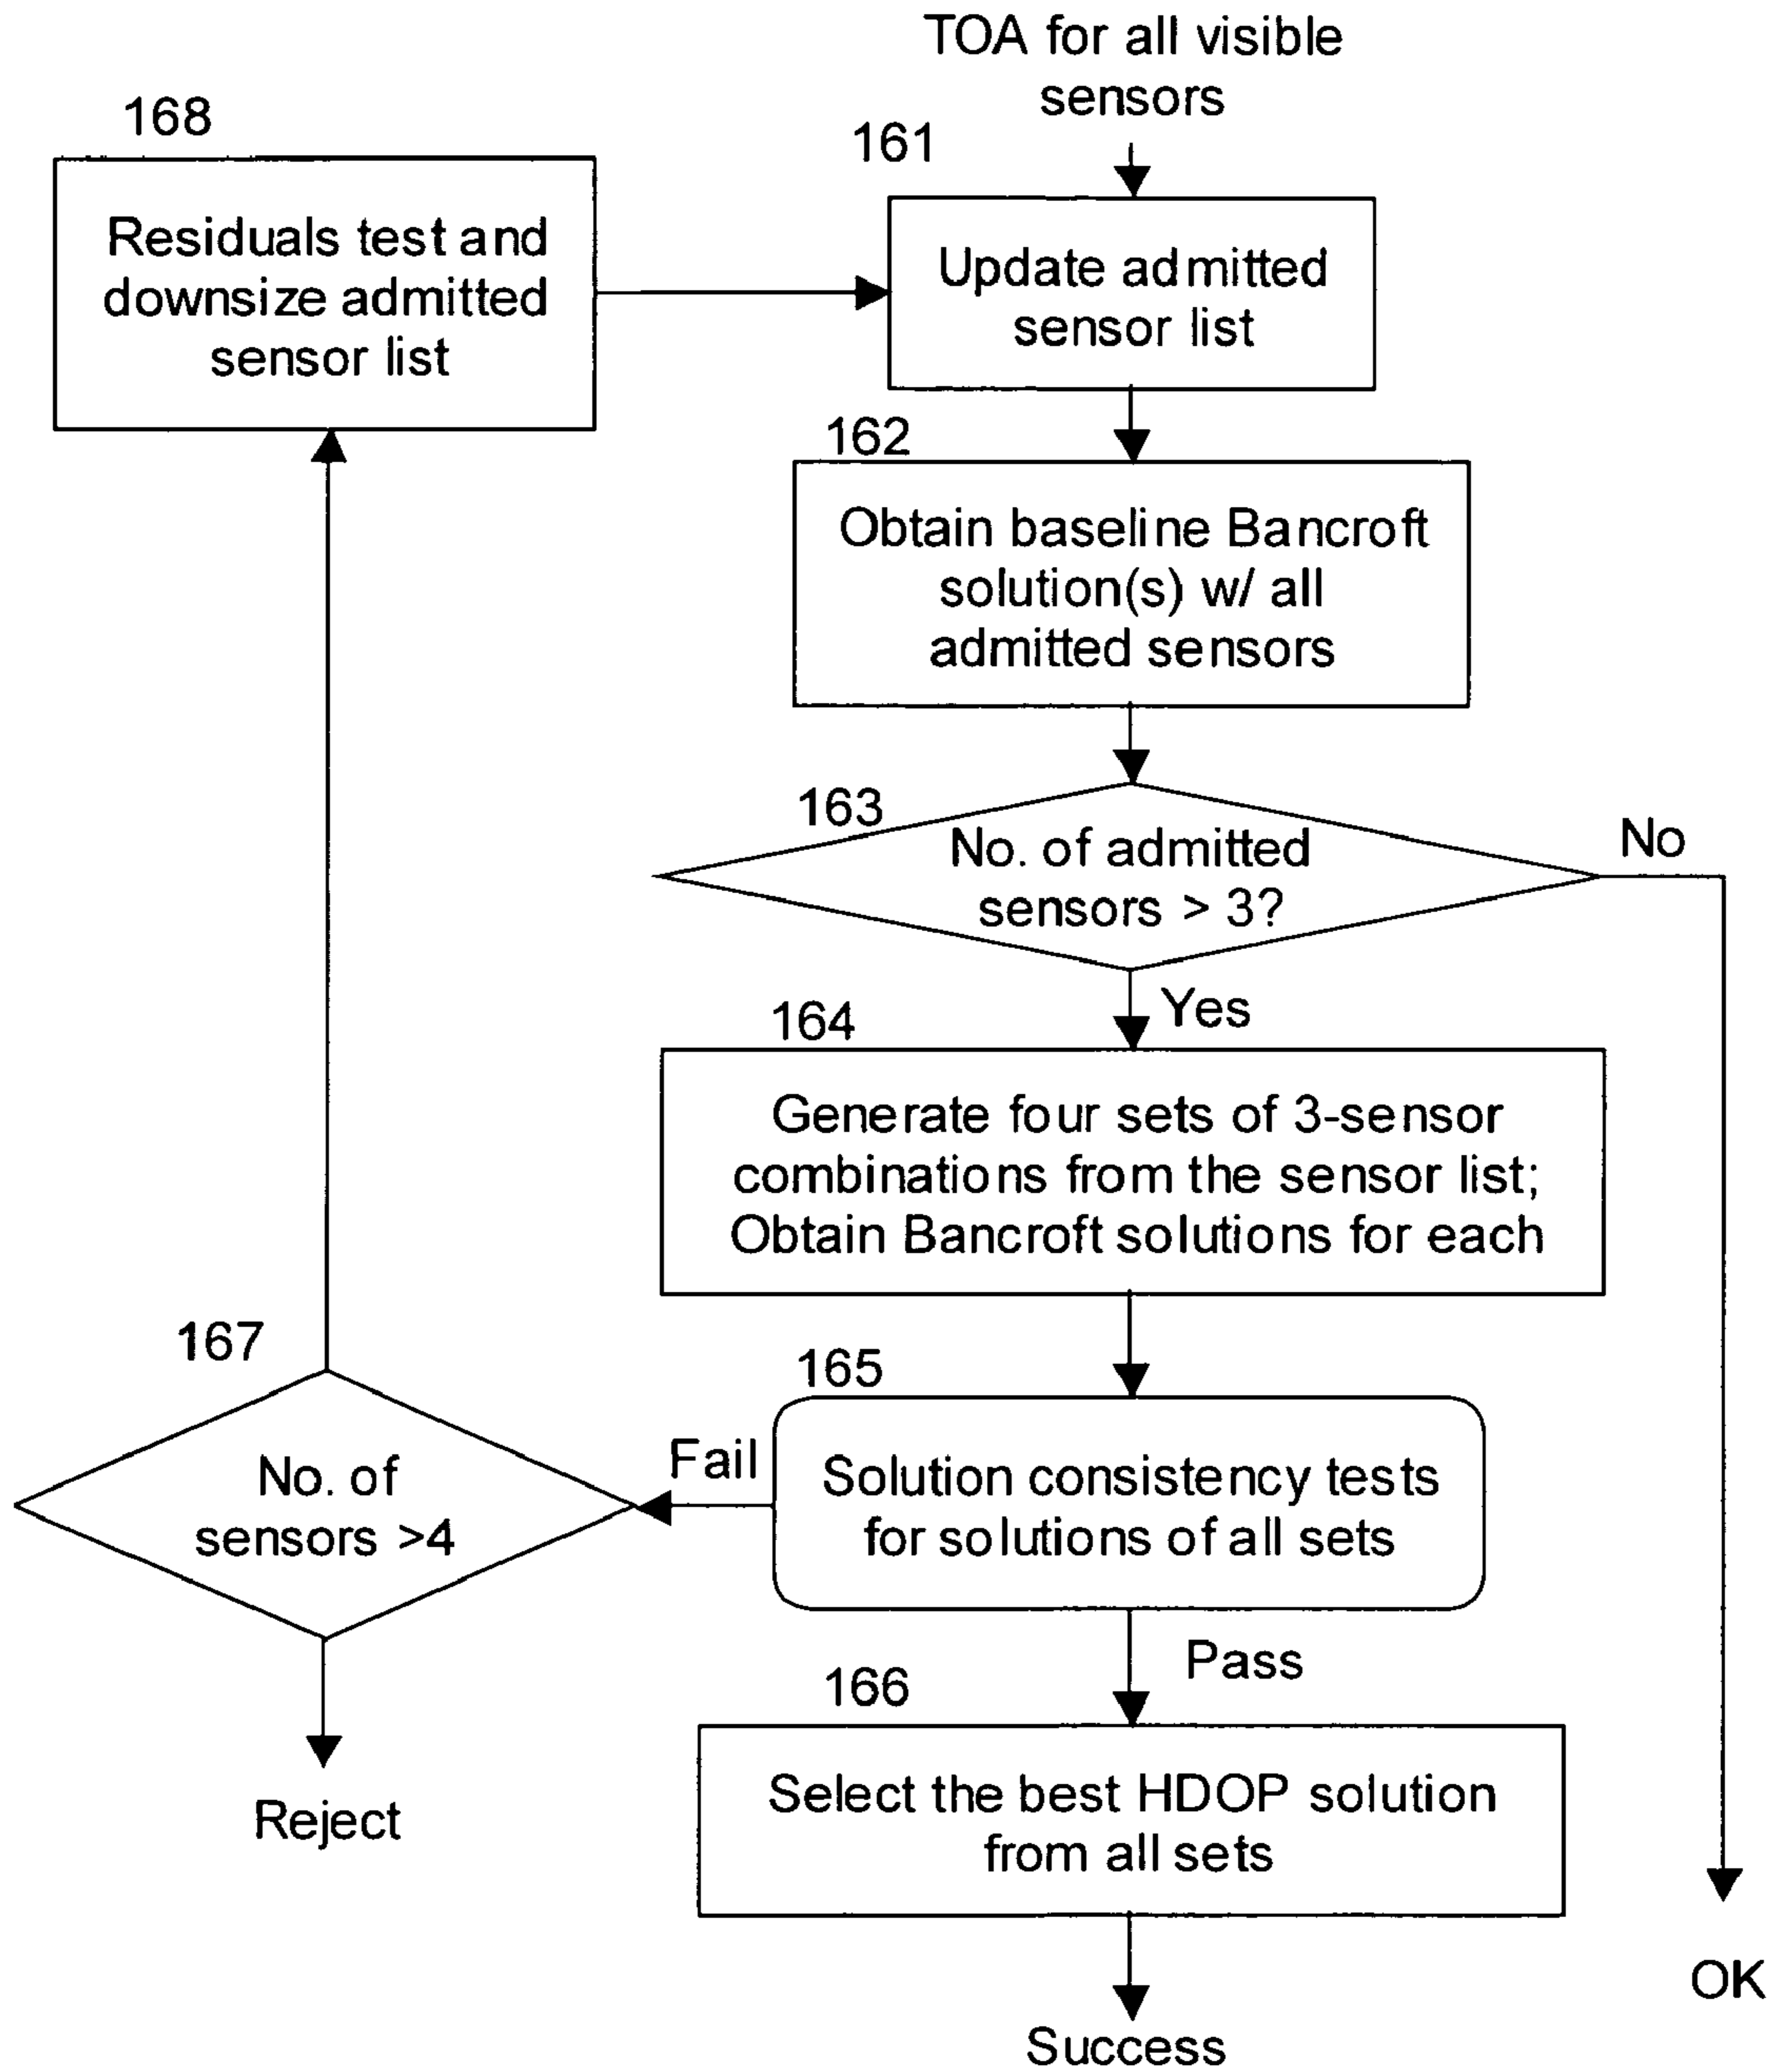 TOA for all visible
sensors
168
161
Residuals test and
downsize admitted
sensor list
Update admitted
sensor list
162
Obtain baseline Bancroft
solution(s) w/ all
admitted sensors
163
No. of admitted
sensors > 3?
No
Yes
164
Generate four sets of 3-sensor
combinations from the sensor list;
Obtain Bancroft solutions for each
167
165
No. of
sensors >4
Fail
Solution consistency tests
for solutions of all sets
Pass
166
Reject
Select the best HDOP solution
from all sets
OK
Success